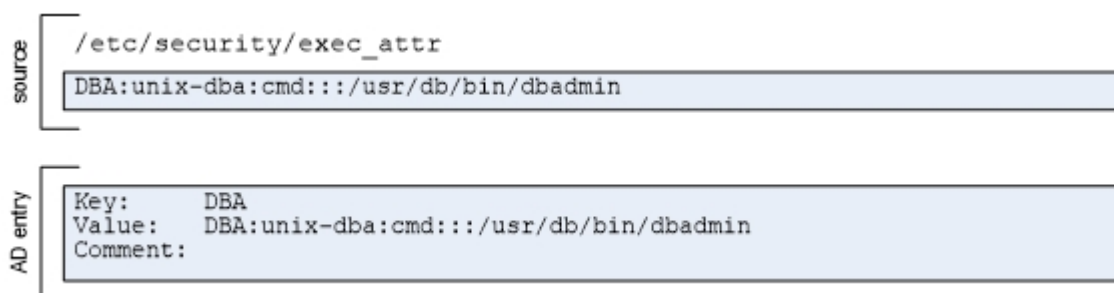 source
/etc/security/exec_attr
DBA:unix-dba:cmd:::/usr/db/bin/dbadmin
AD entry
Key: DBA
Value: DBA:unix-dba:cmd:::/usr/db/bin/dbadmin
Comment: